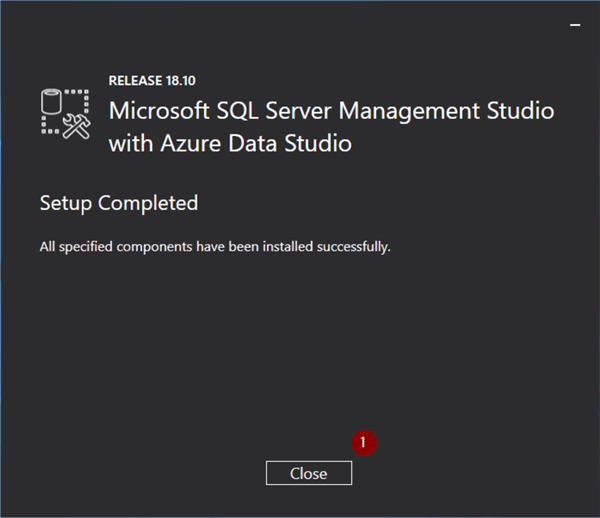 RELEASE 18.10
Microsoft SQL Server Management Studio
with Azure Data Studio
Setup Completed
All specified components have been installed successfully.
1
Close